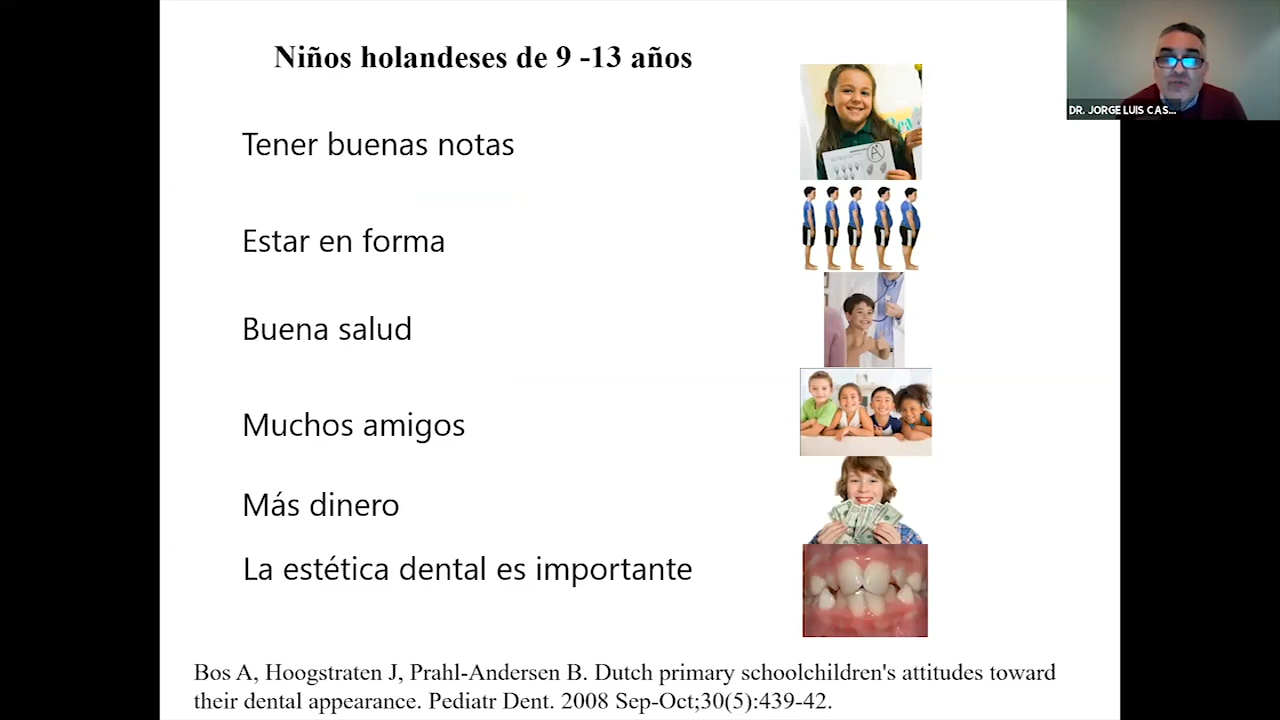 Niños holandeses de 9 -13 años
DR. JORGE LUIS CAS...
Tener buenas notas
A
Estar en forma
Buena salud
Muchos amigos
Más dinero
La estética dental es importante
Bos A, Hoogstraten J, Prahl-Andersen B. Dutch primary schoolchildren's attitudes toward
their dental appearance. Pediatr Dent. 2008 Sep-Oct;30(5):439-42.